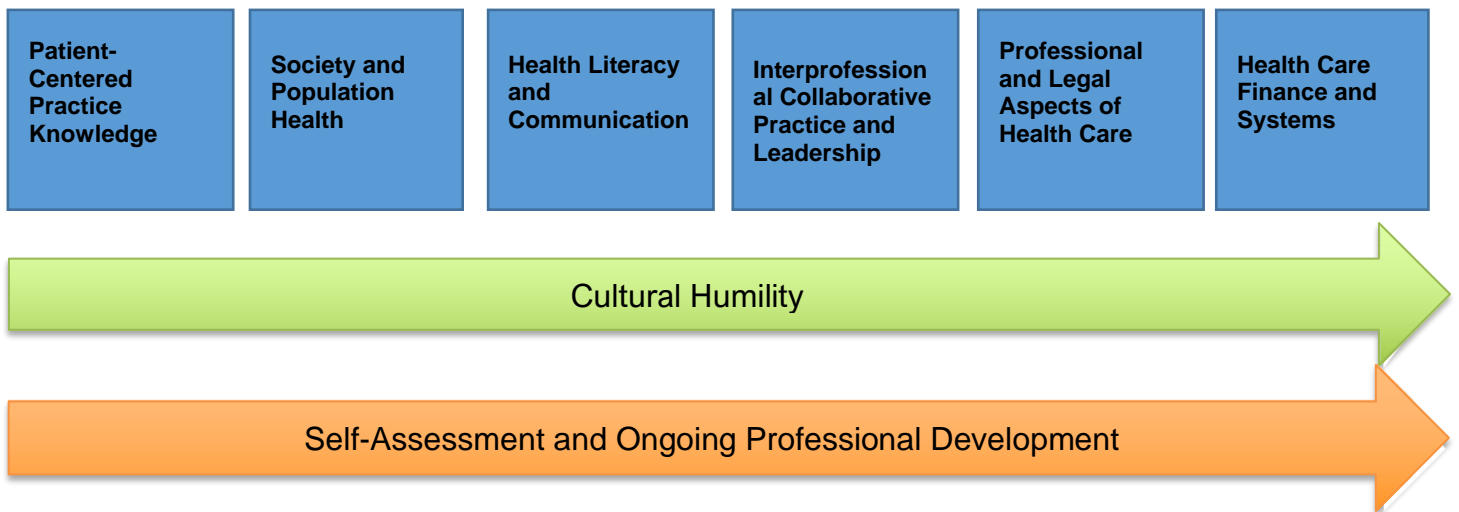 Patient-
Centered
Practice
Knowledge
Society and
Population
Health
Health Literacy
and
Communication
Interprofession
al Collaborative
Practice and
Leadership
Professional
and Legal
Aspects of
Health Care
Health Care
Finance and
Systems
Cultural Humility
Self-Assessment and Ongoing Professional Development